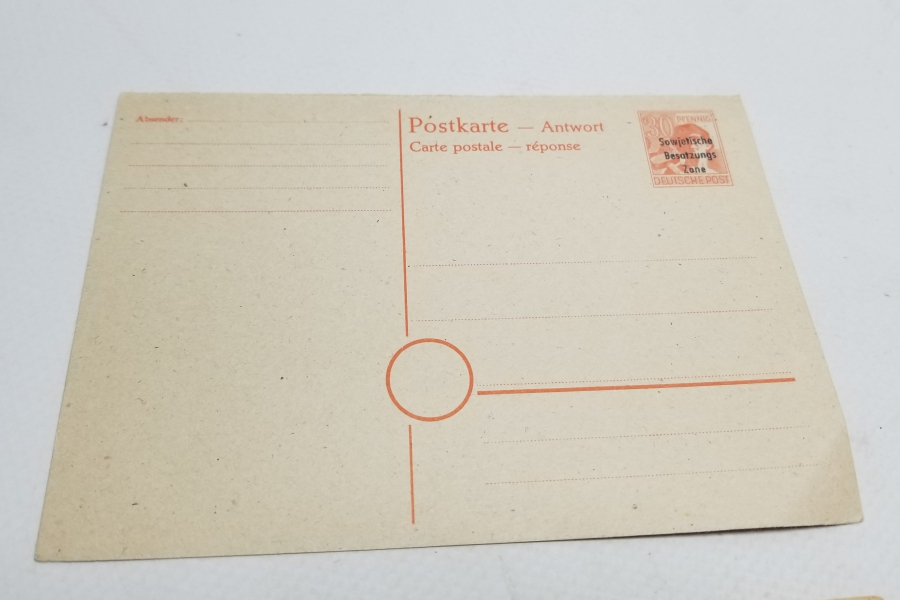 Absender:
Postkarte — Antwort
Carte postale — réponse
30 PFENNIG
Sowjetische
Besatzungs
Zone
DEUTSCHE POST